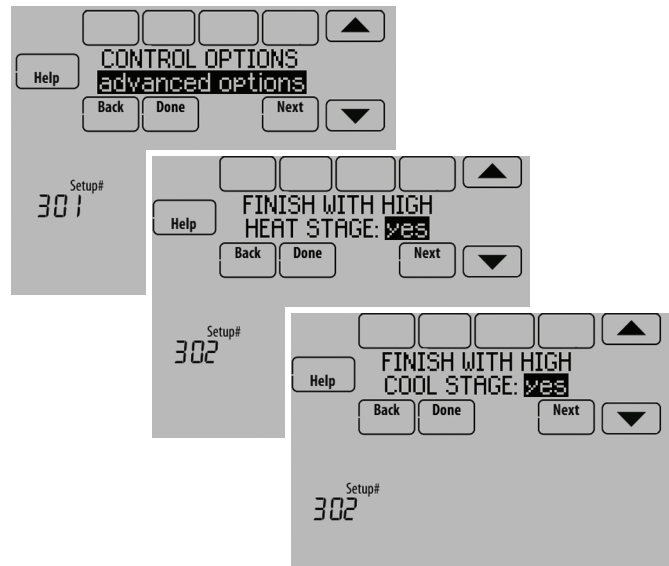 CONTROL OPTIONS
Help
advanced options
Back Done Next
Setup#
301
FINISH WITH HIGH
Help
HEAT STAGE: yes
Back Done Next
Setup#
302
FINISH WITH HIGH
Help
COOL STAGE: yes
Back Done Next
Setup#
302